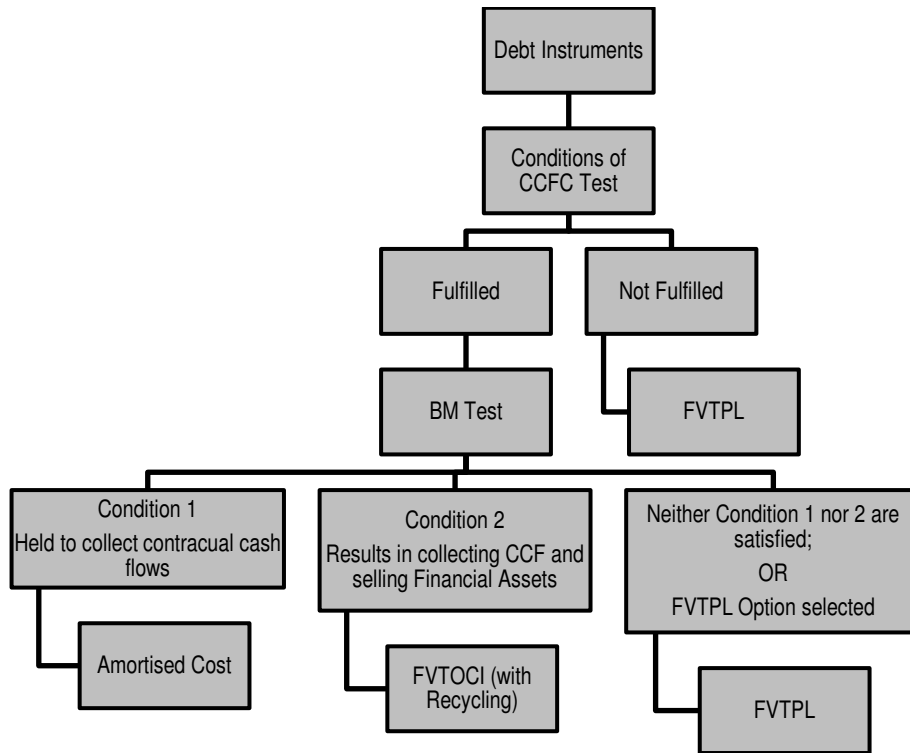 Debt Instruments
Conditions of
CCFC Test
Fulfilled
Not Fulfilled
BM Test
FVTPL
Condition 1
Held to collect contracual cash
flows
Condition 2
Results in collecting CCF and
selling Financial Assets
Neither Condition 1 nor 2 are
satisfied;
OR
FVTPL Option selected
Amortised Cost
FVTOCI (with
Recycling)
FVTPL